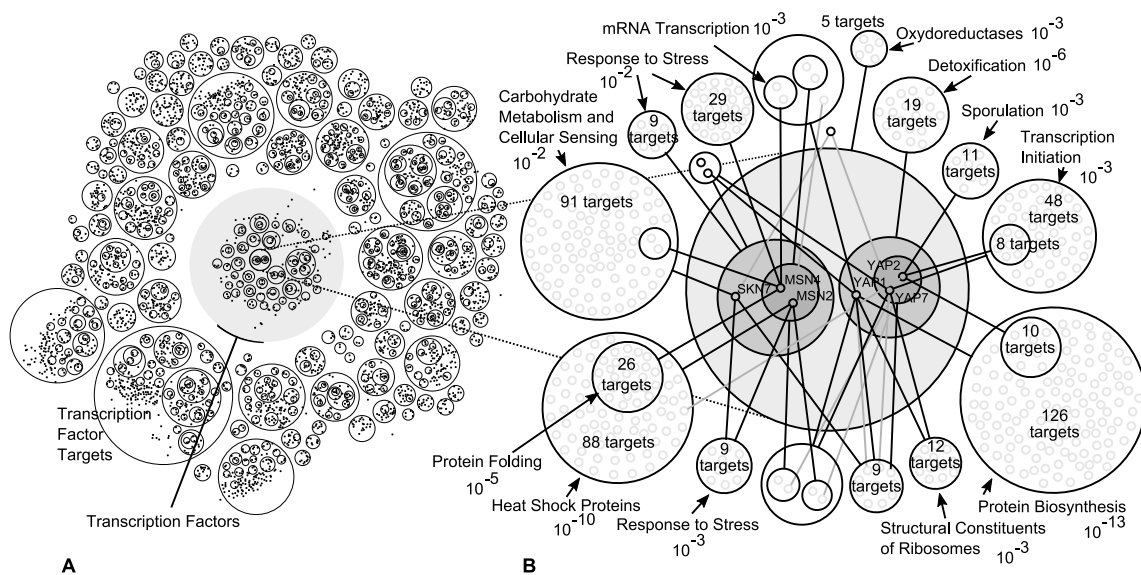 mRNA Transcription 10-3
5 targets
Oxydoreductases 10-3
Response to Stress
10-2
Detoxification 10-6
Carbohydrate
Metabolism and
Cellular Sensing
10-2
9
targets
29
targets
19
targets
Sporulation 10-3
11
targets
Transcription
Initiation
10-3
91 targets
48
targets
8 targets
YAP2
MSN4
YAP1
SKN7
MSN2
YAP7
26
targets
10
targets
88 targets
126
targets
Transcription
Factor
Targets
9
targets
9
targets
12
targets
Protein Folding
10-5
Transcription Factors
Heat Shock Proteins
10-10
Response to Stress
10-3
Structural Constituents
of Ribosomes 10-3
Protein Biosynthesis
10-13
A
B